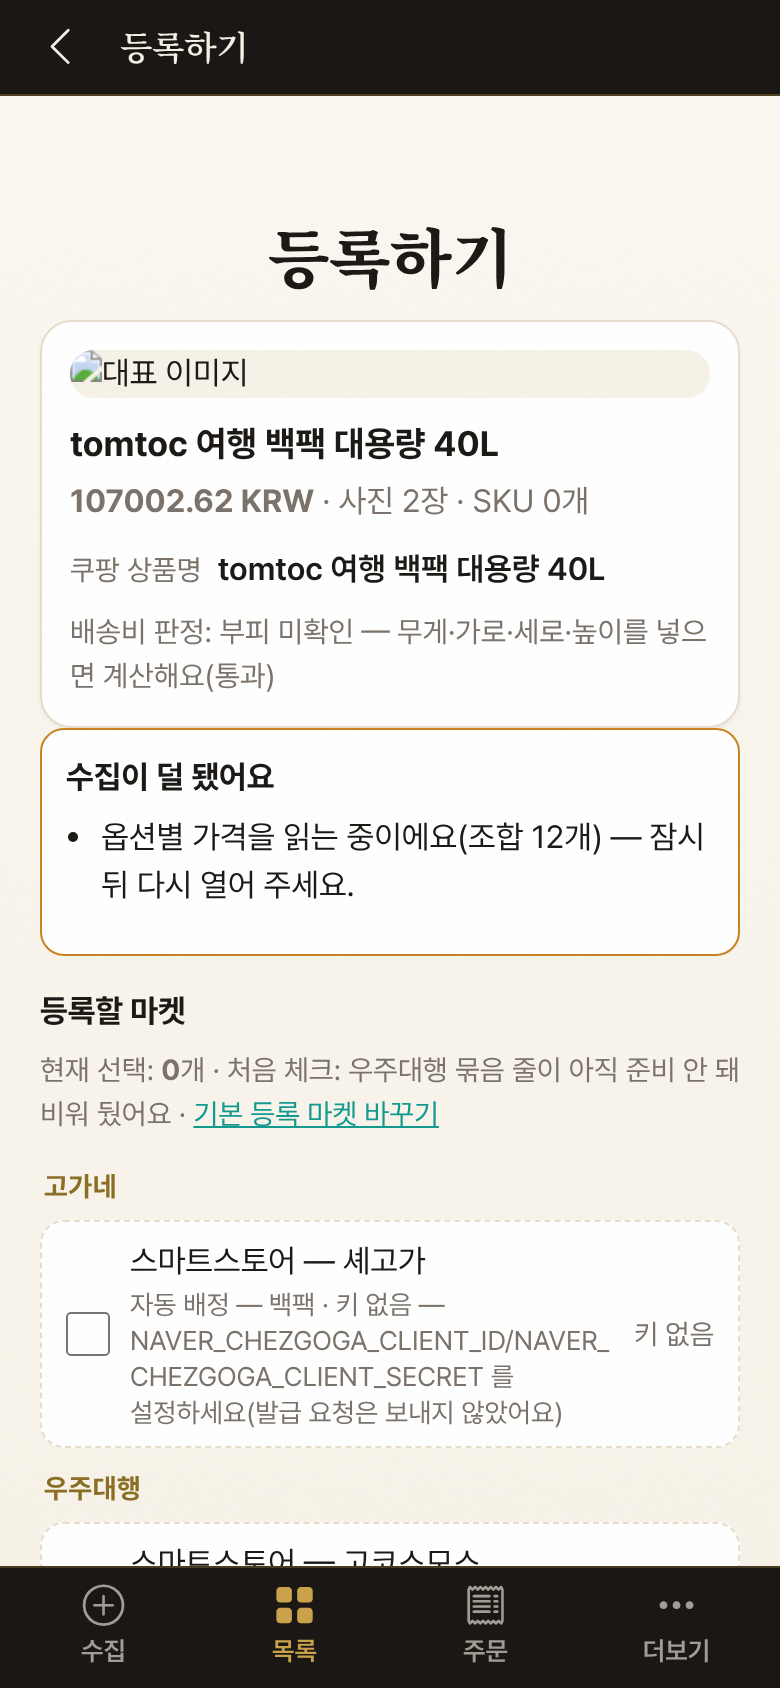 등록하기
등록하기
대표 이미지
tomtoc 여행 백팩 대용량 40L
107002.62 KRW · 사진 2장 · SKU 0개
쿠팡 상품명 tomtoc 여행 백팩 대용량 40L
배송비 판정: 부피 미확인 — 무게·가로·세로·높이를 넣으
면 계산해요(통과)
수집이 덜 됐어요
• 옵션별 가격을 읽는 중이에요(조합 12개) — 잠시
뒤 다시 열어 주세요.
등록할 마켓
현재 선택: 0개 · 처음 체크: 우주대행 묶음 줄이 아직 준비 안 돼
비워 뒀어요 · 기본 등록 마켓 바꾸기
고가네
스마트스토어 — 셰고가
자동 배정 — 백팩 · 키 없음 —
NAVER_CHEZGOGA_CLIENT_ID/NAVER_
CHEZGOGA_CLIENT_SECRET 를
설정하세요(발급 요청은 보내지 않았어요)
키 없음
우주대행
스마트스토어 — 고코스모스
수집
목록
주문
더보기